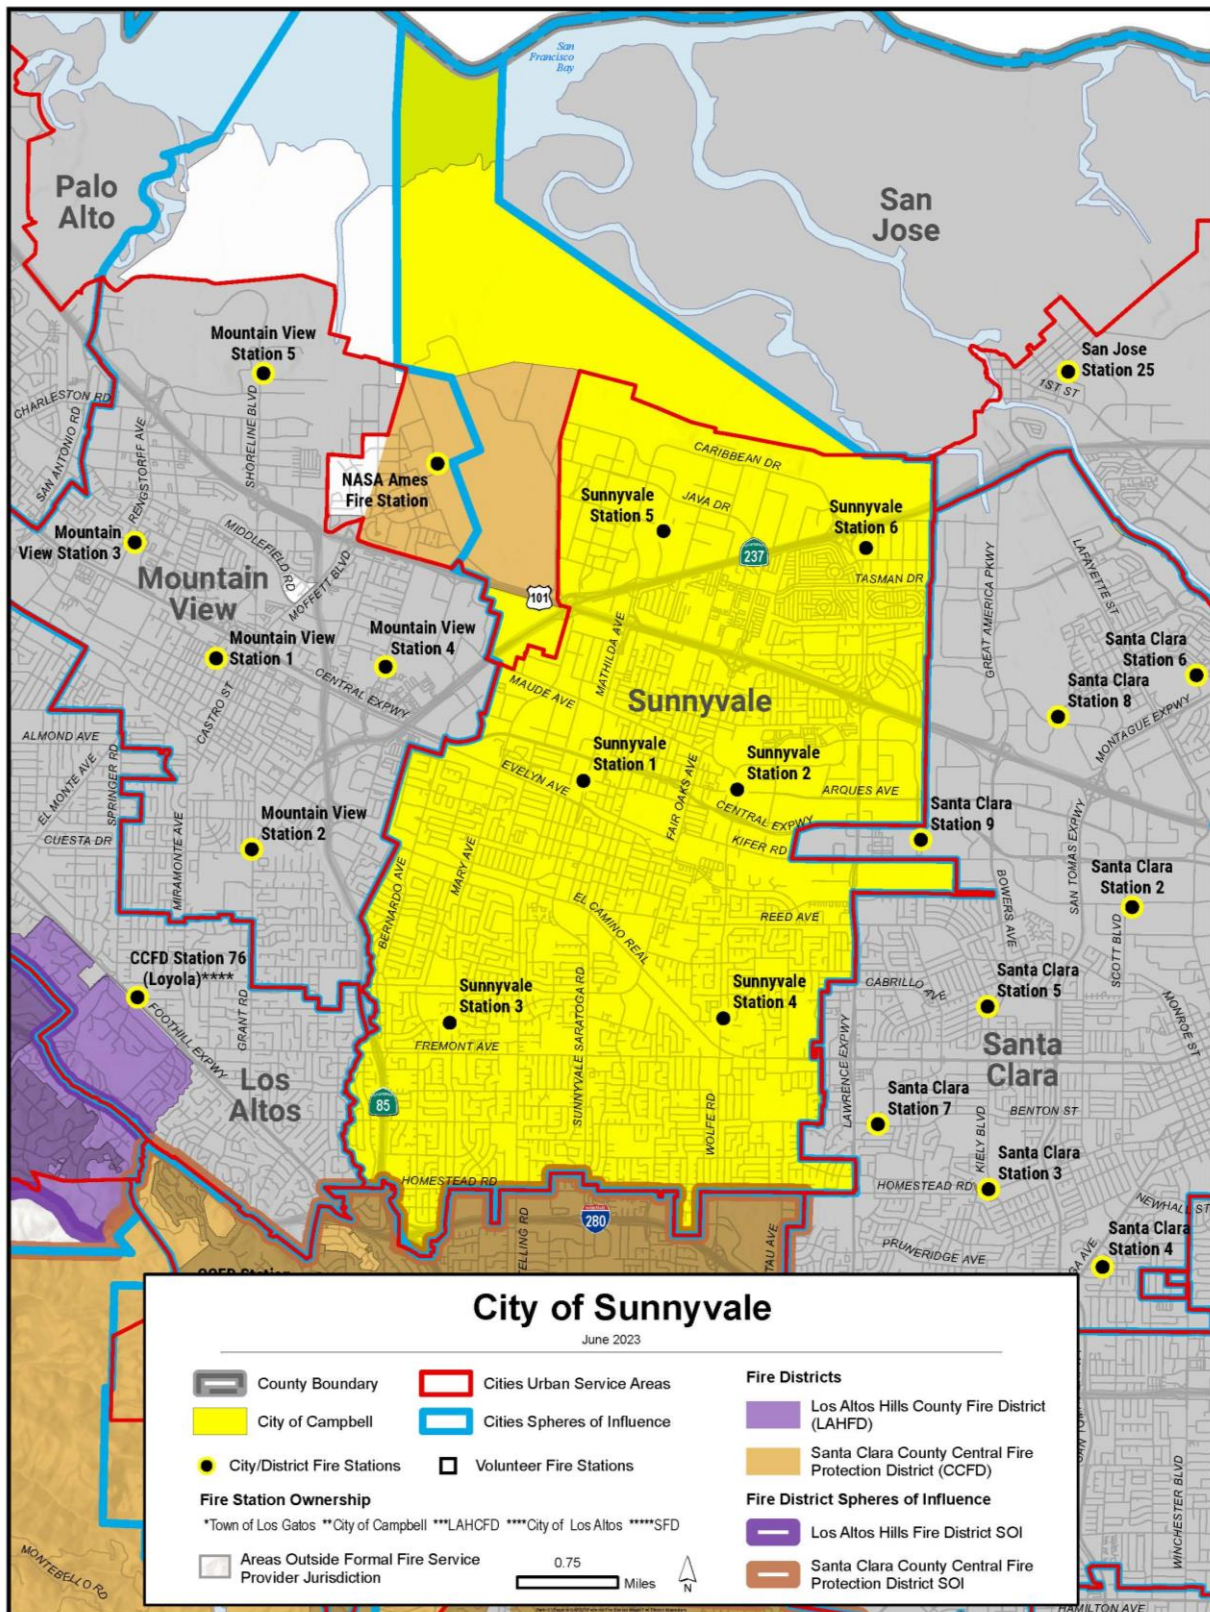 San
Francisco
Bay
Palo
Alto
San
Jose
Mountain View
Station 5
San Jose
Station 25
1ST ST
CHARLESTON RD
SAN ANTONIO RD
RENGSTORFF AVE
SHORELINE BLVD
CARIBBEAN DR
NASA Ames
Fire Station
Sunnyvale
Station 5
JAVA DR
Sunnyvale
Station 6
237
TASMAN DR
Mountain
View Station 3
MIDDLEFIELD RD
MOFFETT BLVD
Mountain
View
101
GREAT AMERICA PKWY
LAFAYETTE ST
Mountain View
Station 1
Mountain View
Station 4
MATHILDA AVE
Santa Clara
Station 6
CENTRAL EXPWY
CASTRO ST
MAUDE AVE
Sunnyvale
Santa Clara
Station 8
MONTAGUE EXPWY
ALMOND AVE
EL MONTE AVE
SPRINGER RD
CUESTA DR
Sunnyvale
Station 1
EVELYN AVE
Sunnyvale
Station 2
FAIR OAKS AVE
ARQUES AVE
CENTRAL EXPWY
KIFER RD
Santa Clara
Station 9
SAN TOMAS EXPWY
Mountain View
Station 2
MIRAMONTE AVE
BERNARDO AVE
MARY AVE
Santa Clara
Station 2
BOWERS AVE
SCOTT BLVD
EL CAMINO REAL
REED AVE
CCFD Station 76
(Loyola)****
GRANT RD
FOOTHILL EXPWY
Sunnyvale
Station 3
FREMONT AVE
SUNNYVALE SARATOGA RD
Sunnyvale
Station 4
CABRILLO AVE
Santa Clara
Station 5
MONROE ST
Los
Altos
85
WOLFE RD
LAWRENCE EXPWY
Santa
Clara
Santa Clara
Station 7
BENTON ST
KIELY BLVD
Santa Clara
Station 3
HOMESTEAD RD
HOMESTEAD RD
NEWHALL ST
280
PRUNERIDGE AVE
Santa Clara
Station 4
City of Sunnyvale
June 2023
County Boundary
City of Campbell
City/District Fire Stations
Cities Urban Service Areas
Cities Spheres of Influence
Volunteer Fire Stations
Fire Station Ownership
*Town of Los Gatos **City of Campbell ***LAHCFD ****City of Los Altos *****SFD
Areas Outside Formal Fire Service
Provider Jurisdiction
0.75
Miles
N
Fire Districts
Los Altos Hills County Fire District
(LAHFD)
Santa Clara County Central Fire
Protection District (CCFD)
Fire District Spheres of Influence
Los Altos Hills Fire District SOI
Santa Clara County Central Fire
Protection District SOI
WINCHESTER BLVD
MONTEBELLO RD
HAMILTON AVE